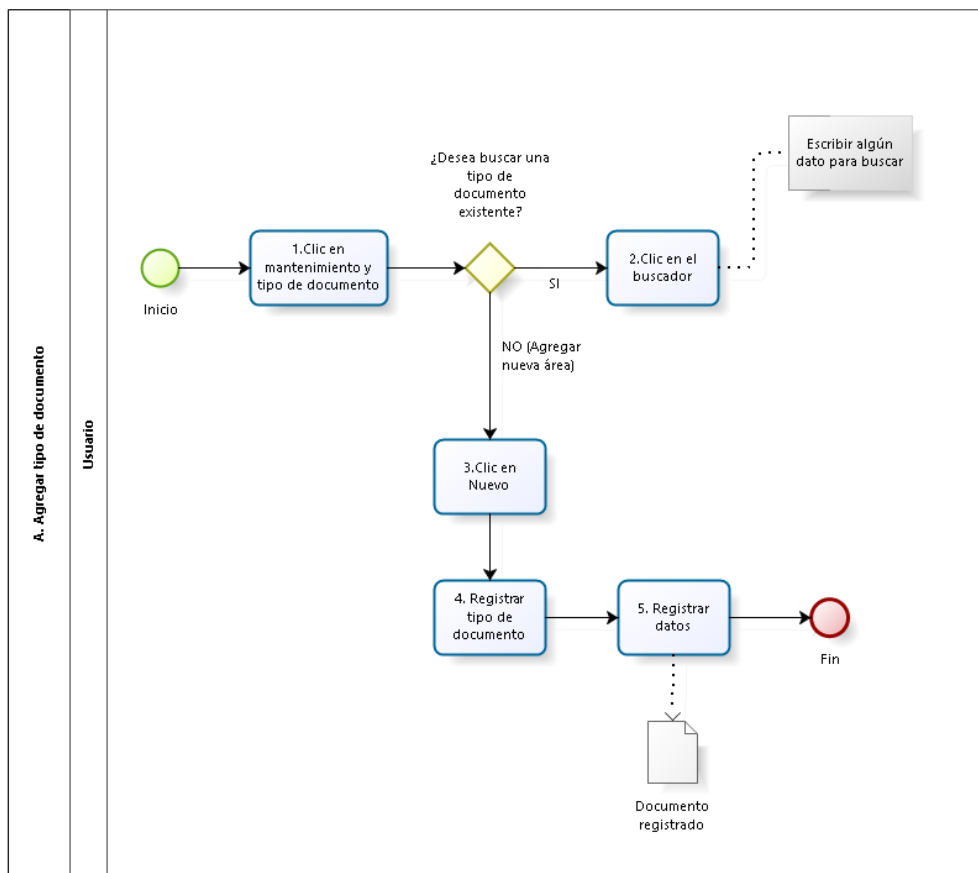 A. Agregar tipo de documento
Usuario
Escribir algún
dato para buscar
¿Desea buscar una
tipo de
documento
existente?
1.Clic en
mantenimiento y
tipo de documento
2.Clic en el
buscador
SI
Inicio
NO (Agregar
nueva área)
3.Clic en
Nuevo
4. Registrar
tipo de
documento
5. Registrar
datos
Fin
Documento
registrado